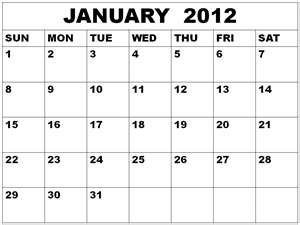 JANUARY 2012
SUN MON TUE WED THU FRI SAT
1 2 3 4 5 6 7
8 9 10 11 12 13 14
15 16 17 18 19 20 21
22 23 24 25 26 27 28
29 30 31